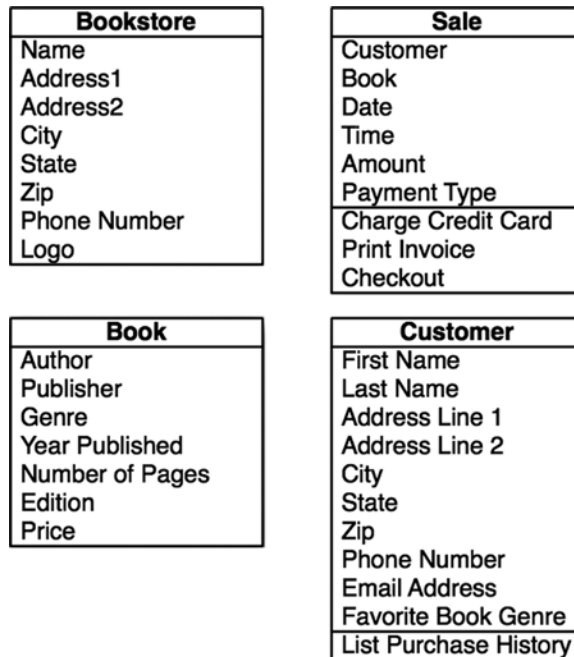 Bookstore
Name
Address1
Address2
City
State
Zip
Phone Number
Logo
Sale
Customer
Book
Date
Time
Amount
Payment Type
Charge Credit Card
Print Invoice
Checkout
Book
Author
Publisher
Genre
Year Published
Number of Pages
Edition
Price
Customer
First Name
Last Name
Address Line 1
Address Line 2
City
State
Zip
Phone Number
Email Address
Favorite Book Genre
List Purchase History